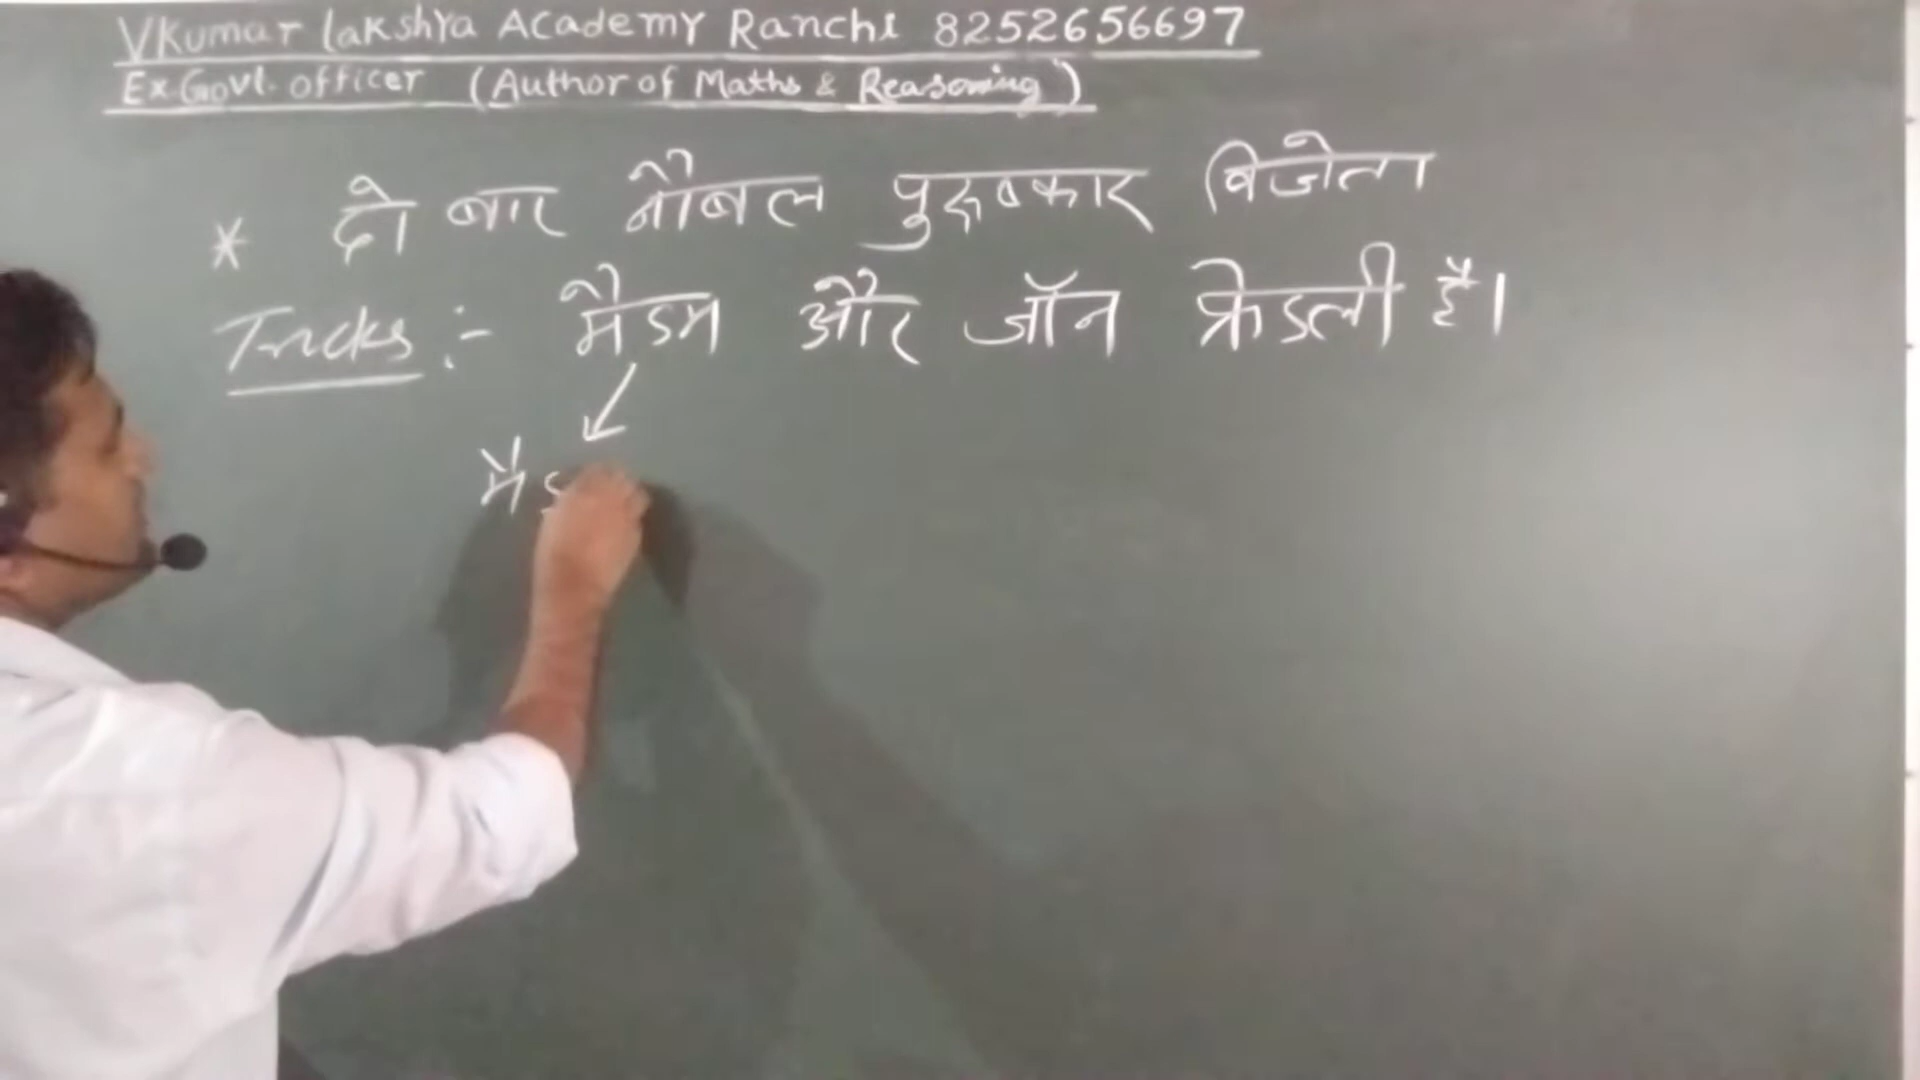 VKumar Lakshya Academy Ranchi 8252656697
Ex.Govt. officer (Author of Maths & Reasoning)
* दो बार नौबल पुरुष्कार विजेता
Tricks :- मैडम और जॉन फ्रेडली है।
मै